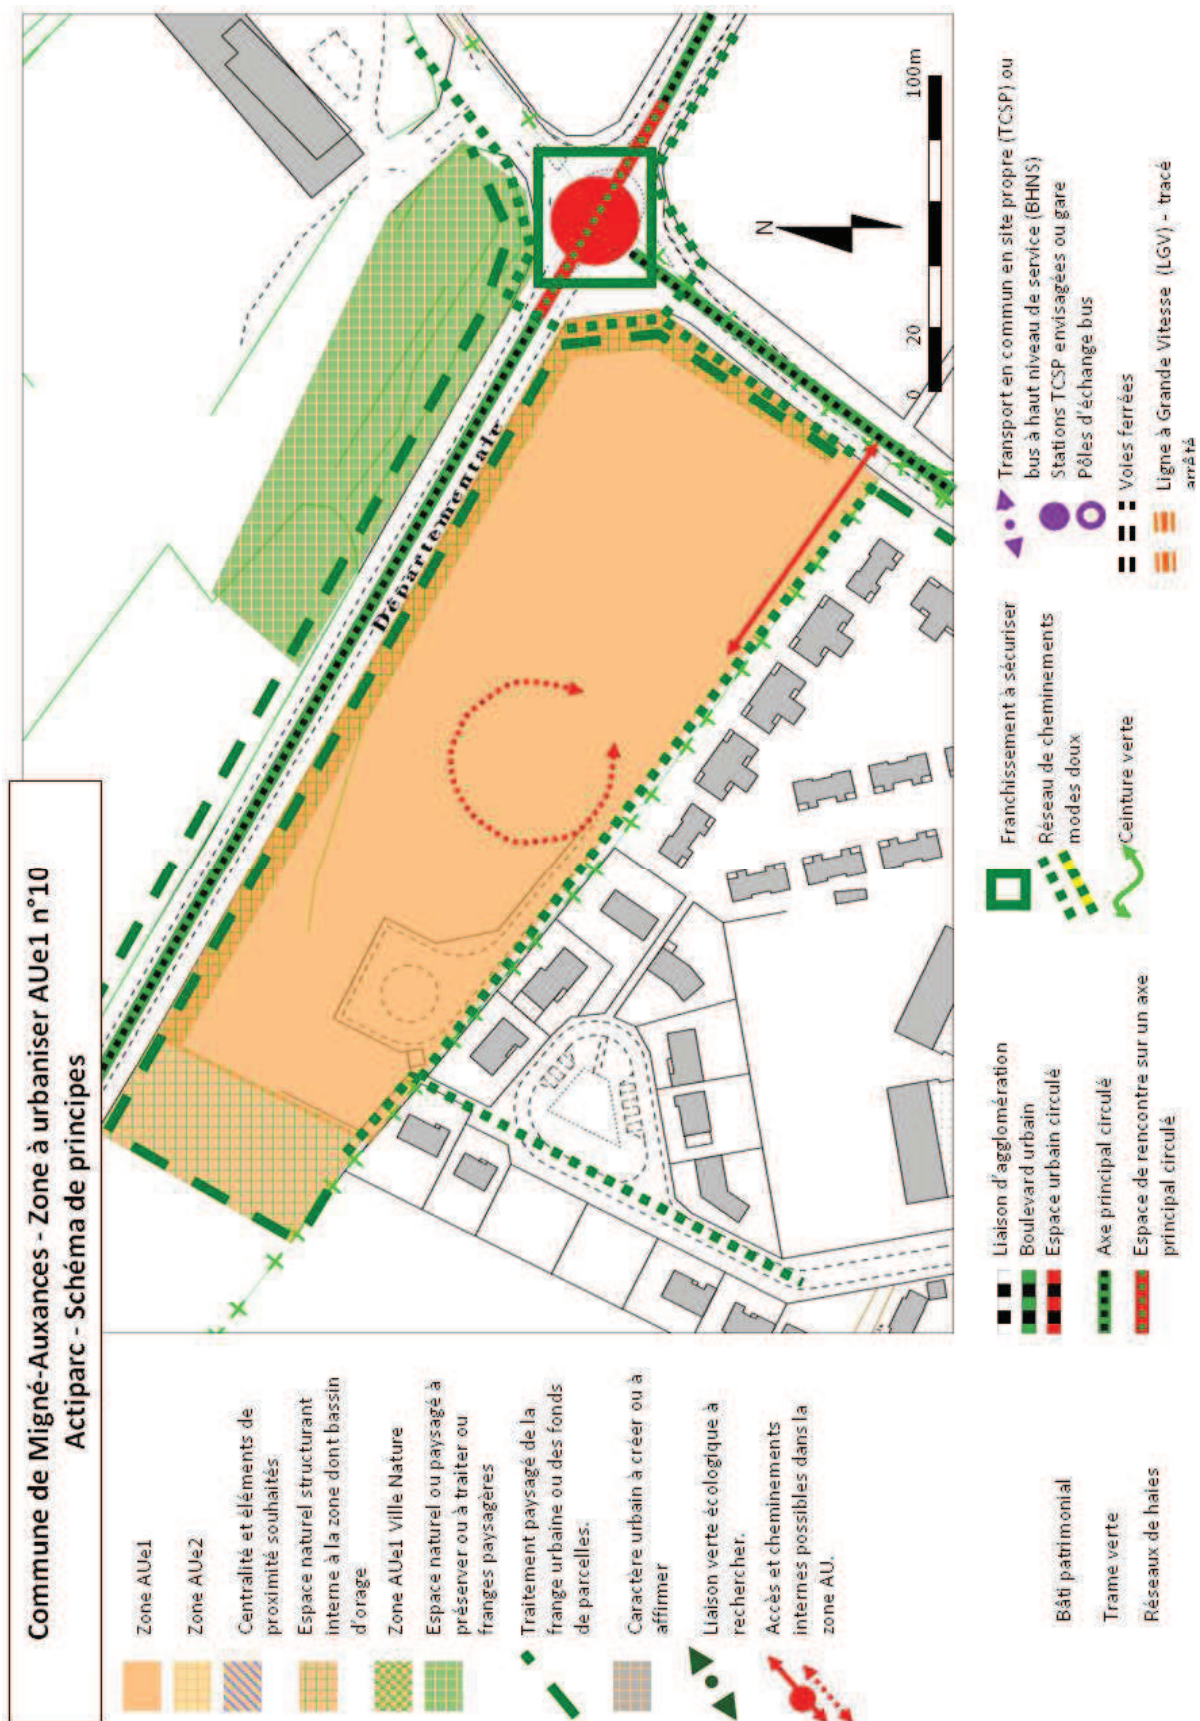 Commune de Migné-Auxances - Zone à urbaniser AUe1 n°10
Actiparc - Schéma de principes
Départementale
N
0
20
100m
Zone AUe1
Zone AUe2
Centralité et éléments de
proximité souhaités
Espace naturel structurant
interne à la zone dont bassin
d'orage
Zone AUe1 Ville Nature
Espace naturel ou paysagé à
préserver ou à traiter ou
franges paysagères
Traitement paysagé de la
frange urbaine ou des fonds
de parcelles.
Caractère urbain à créer ou à
affirmer
Liaison verte écologique à
rechercher.
Accès et cheminements
internes possibles dans la
zone AU.
Liaison d'agglomération
Boulevard urbain
Espace urbain circulé
Axe principal circulé
Espace de rencontre sur un axe
principal circulé
Franchissement à sécuriser
Réseau de cheminements
modes doux
Ceinture verte
Transport en commun en site propre (TCSP) ou
bus à haut niveau de service (BHNS)
Stations TCSP envisagées ou gare
Pôles d'échange bus
Voies ferrées
Ligne à Grande Vitesse (LGV) - tracé
arrêté
Bâti patrimonial
Trame verte
Réseaux de haies